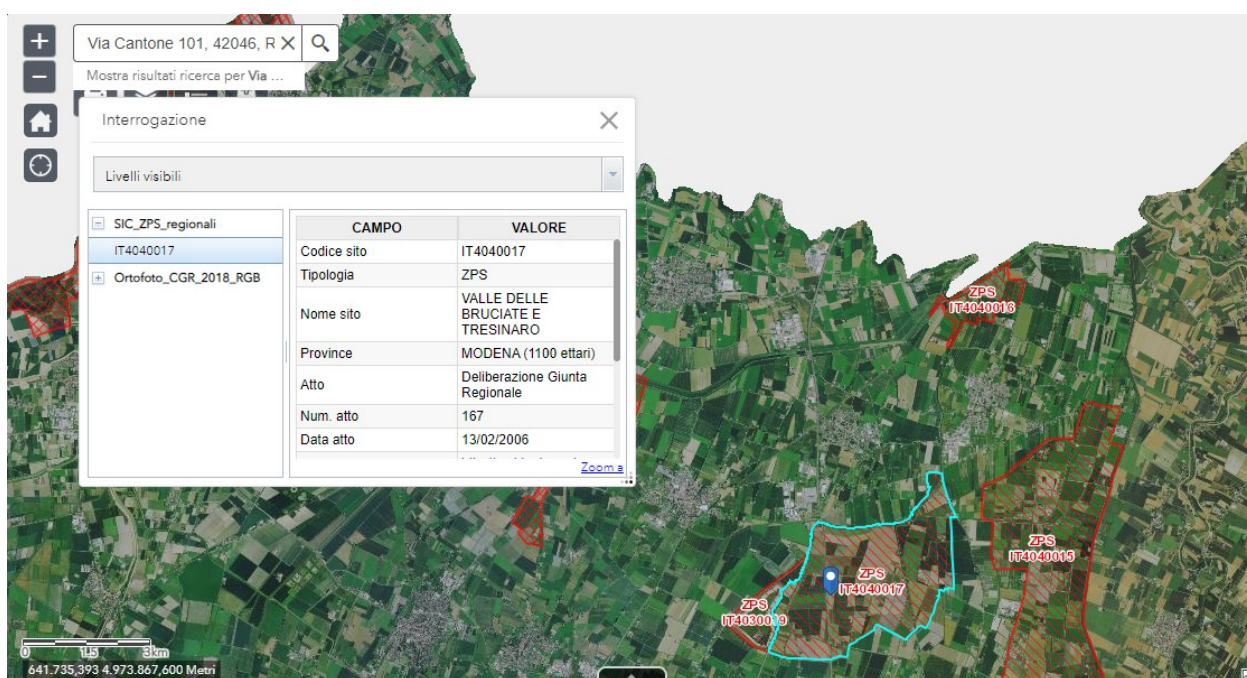 +
Via Cantone 101, 42046, R
−
Mostra risultati ricerca per Via ...
Interrogazione
Livelli visibili
SIC_ZPS_regionali
IT4040017
Ortofoto_CGR_2018_RGB
CAMPO VALORE
Codice sito IT4040017
Tipologia ZPS
Nome sito VALLE DELLE
BRUCIATE E
TRESINARO
Province MODENA (1100 ettari)
Atto Deliberazione Giunta
Regionale
Num. atto 167
Data atto 13/02/2006
Zoom a
ZPS
IT4040016
ZPS
IT4040015
ZPS
IT4040017
ZPS
IT4030019
0 1,5 3km
641.735,393 4.973.867,600 Metri